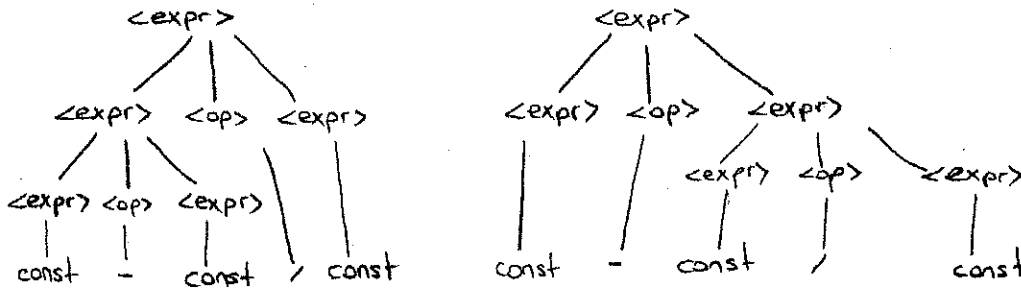 <expr> <expr>
<expr> <op> <expr> <expr> <op> <expr>
<expr> <op> <expr> <expr> <op> <expr>
const - const / const const - const / const